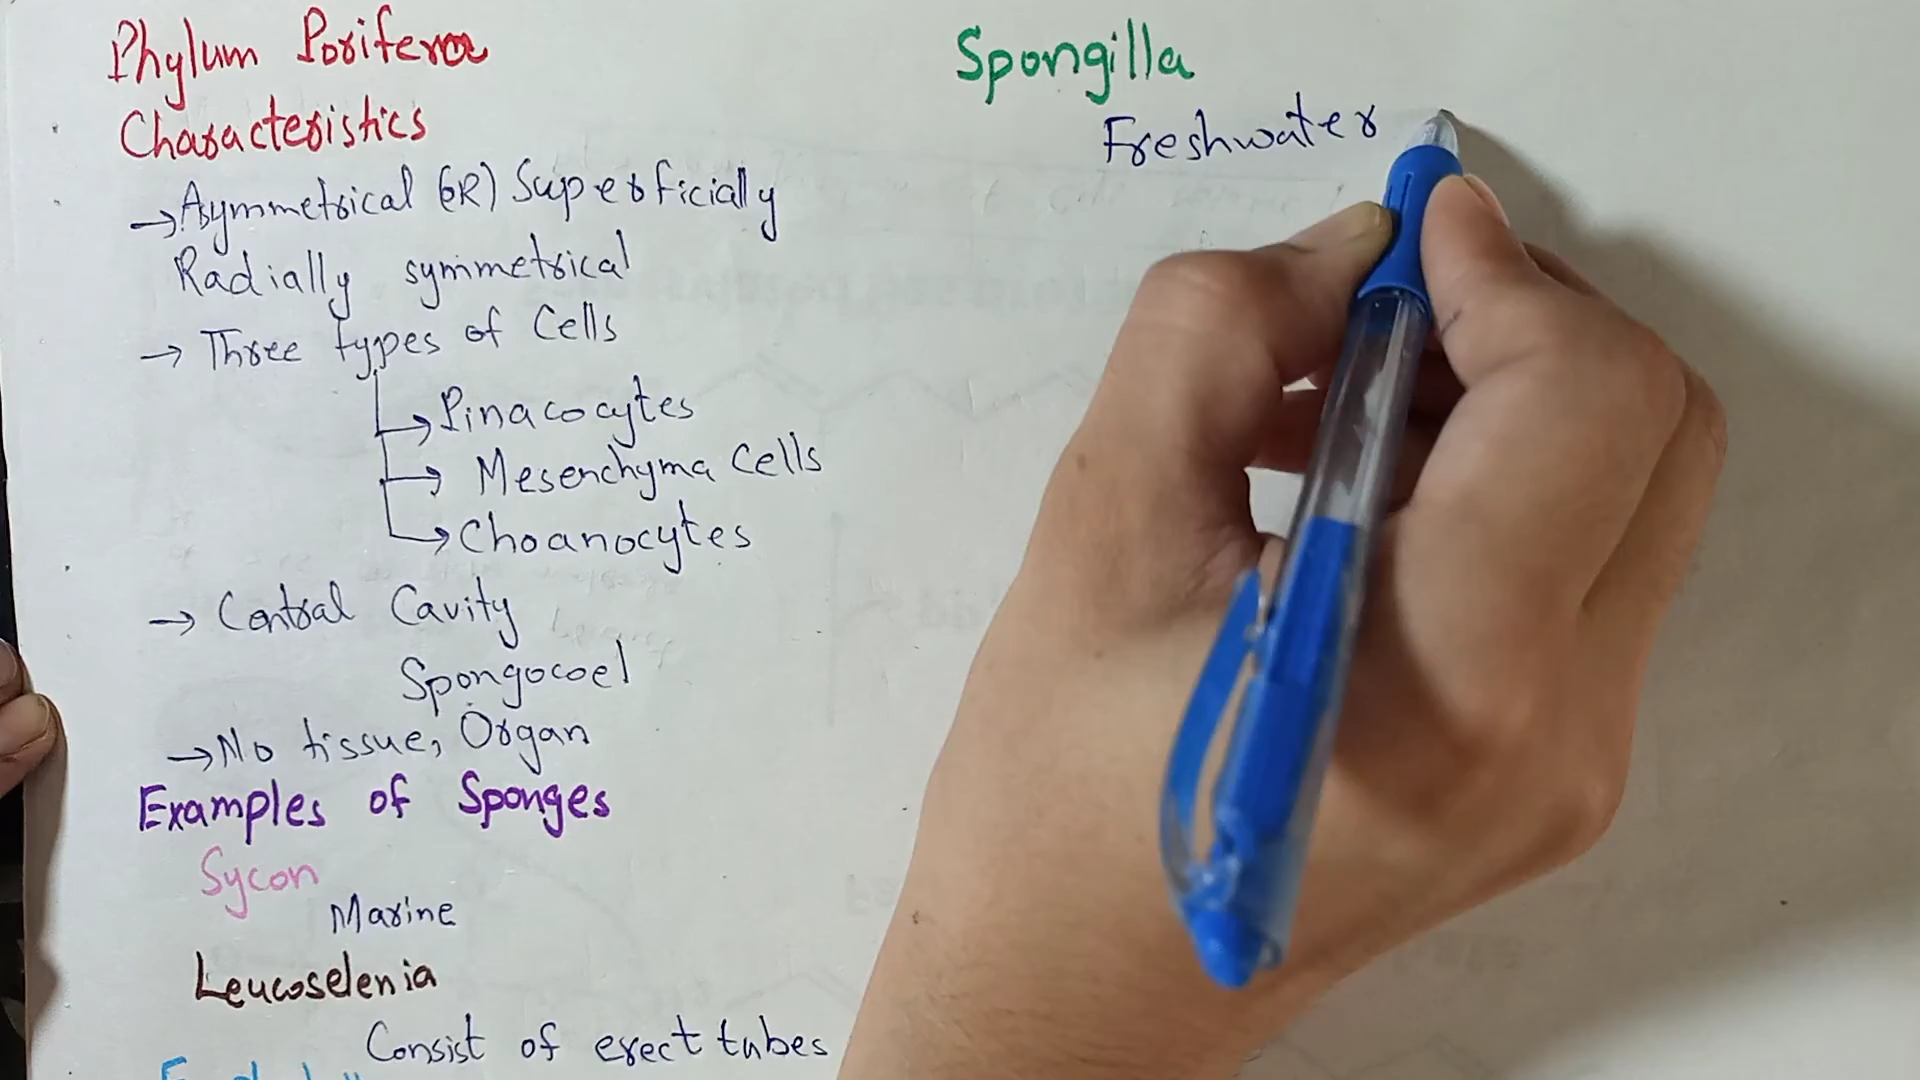 Phylum Porifera
Characteristics
→ Asymmetrical (OR) Superficially
Radially symmetrical
→ Three types of Cells
→ Pinacocytes
→ Mesenchyma Cells
→ Choanocytes
→ Central Cavity
Spongocoel
→ No tissue, Organ
Examples of Sponges
Sycon
Marine
Leucoselenia
Consist of erect tubes
Spongilla
Freshwater